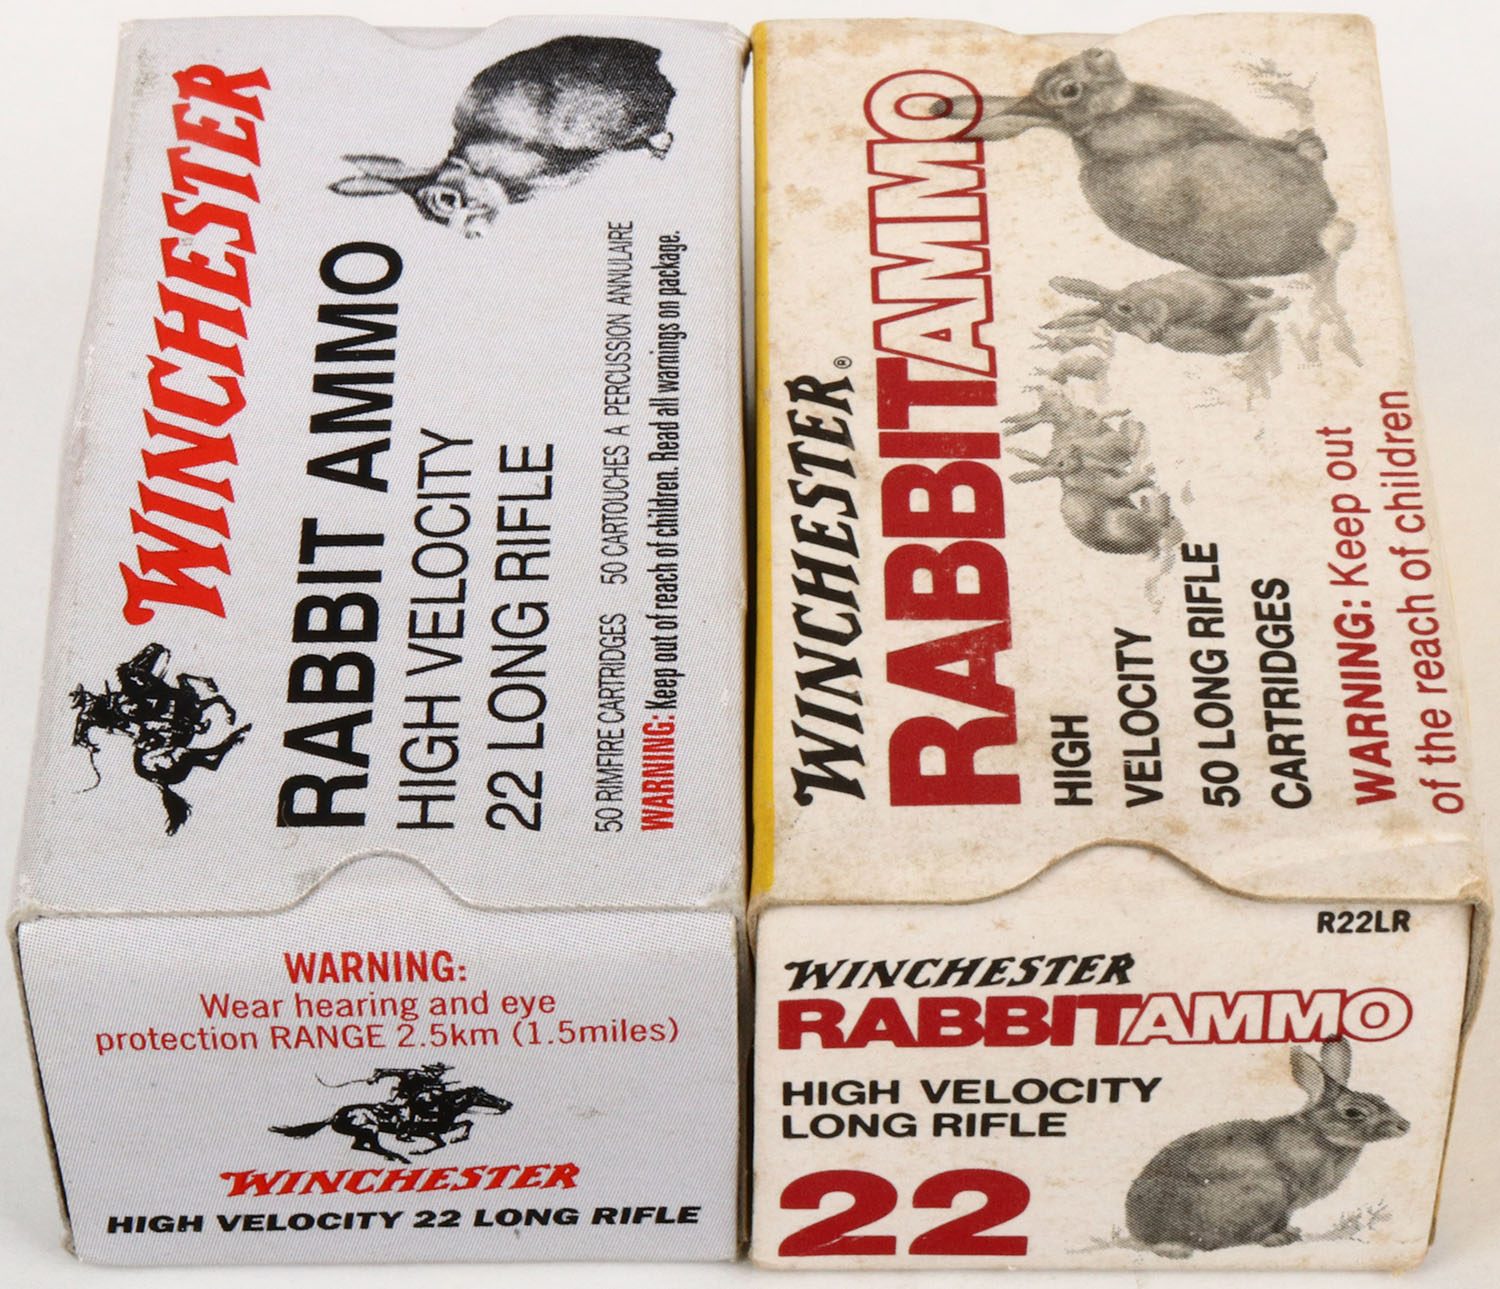 WINCHESTER
RABBIT AMMO
HIGH VELOCITY
22 LONG RIFLE
50 RIMFIRE CARTRIDGES 50 CARTOUCHES A PERCUSSION ANNULAIRE
WARNING: Keep out of reach of children. Read all warnings on package.
WARNING:
Wear hearing and eye
protection RANGE 2.5km (1.5miles)
WINCHESTER
HIGH VELOCITY 22 LONG RIFLE
WINCHESTER®
RABBITAMMO
HIGH
VELOCITY
50 LONG RIFLE
CARTRIDGES
WARNING: Keep out
of the reach of children
R22LR
WINCHESTER
RABBITAMMO
HIGH VELOCITY
LONG RIFLE
22